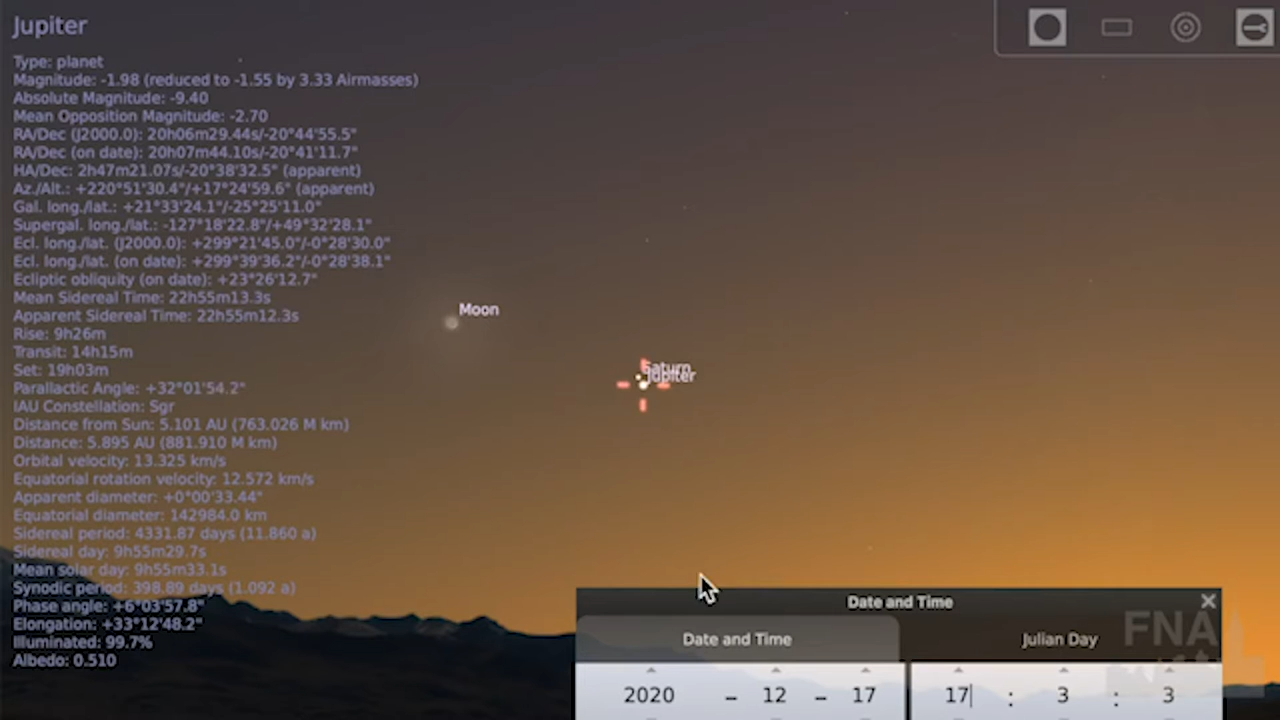 Jupiter
Type: planet
Magnitude: -1.98 (reduced to -1.55 by 3.33 Airmasses)
Absolute Magnitude: -9.40
Mean Opposition Magnitude: -2.70
RA/Dec (J2000.0): 20h06m29.44s/-20°44'55.5"
RA/Dec (on date): 20h07m44.10s/-20°41'11.7"
HA/Dec: 2h47m21.07s/-20°38'32.5" (apparent)
Az./Alt.: +220°51'30.4"/+17°24'59.6" (apparent)
Gal. long./lat.: +21°33'24.1"/-25°25'11.0"
Supergal. long./lat.: -127°18'22.8"/+49°32'28.1"
Ecl. long./lat. (J2000.0): +299°21'45.0"/-0°28'30.0"
Ecl. long./lat. (on date): +299°39'36.2"/-0°28'38.1"
Ecliptic obliquity (on date): +23°26'12.7"
Mean Sidereal Time: 22h55m13.3s
Apparent Sidereal Time: 22h55m12.3s
Rise: 9h26m
Transit: 14h15m
Set: 19h03m
Parallactic Angle: +32°01'54.2"
IAU Constellation: Sgr
Distance from Sun: 5.101 AU (763.026 M km)
Distance: 5.895 AU (881.910 M km)
Orbital velocity: 13.325 km/s
Equatorial rotation velocity: 12.572 km/s
Apparent diameter: +0°00'33.44"
Equatorial diameter: 142984.0 km
Sidereal period: 4331.87 days (11.860 a)
Sidereal day: 9h55m29.7s
Mean solar day: 9h55m33.1s
Synodic period: 398.89 days (1.092 a)
Phase angle: +6°03'57.8"
Elongation: +33°12'48.2"
Illuminated: 99.7%
Albedo: 0.510
Moon
Saturn
Jupiter
Date and Time
Date and Time Julian Day
FNA
2020 - 12 - 17 17 : 3 : 3